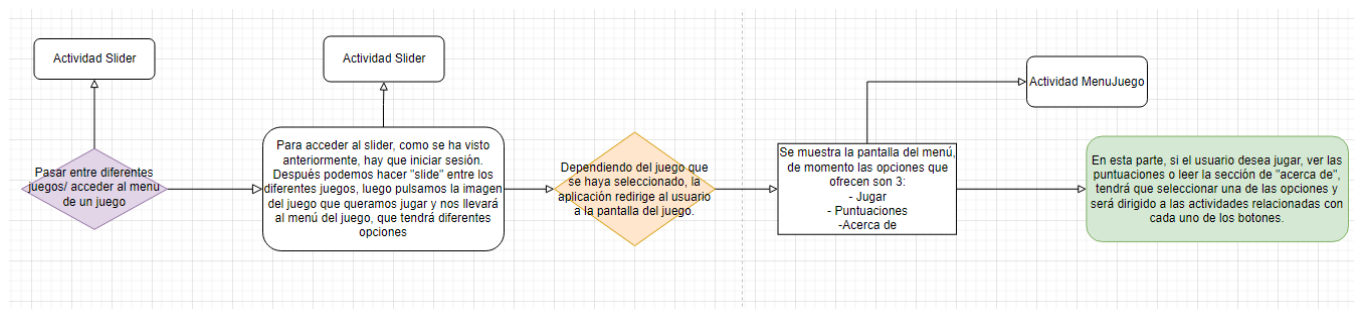 Actividad Slider
Actividad Slider
Actividad MenuJuego
Pasar entre diferentes
juegos/ acceder al menu
de un juego
Para acceder al slider, como se ha visto
anteriormente, hay que iniciar sesión.
Después podemos hacer "slide" entre los
diferentes juegos, luego pulsamos la imagen
del juego que queramos jugar y nos llevará
al menú del juego, que tendrá diferentes
opciones
Dependiendo del juego que
se haya seleccionado, la
aplicación redirige al usuario
a la pantalla del juego.
Se muestra la pantalla del menú,
de momento las opciones que
ofrecen son 3:
- Jugar
- Puntuaciones
-Acerca de
En esta parte, si el usuario desea jugar, ver las
puntuaciones o leer la sección de "acerca de",
tendrá que seleccionar una de las opciones y
será dirigido a las actividades relacionadas con
cada uno de los botones.